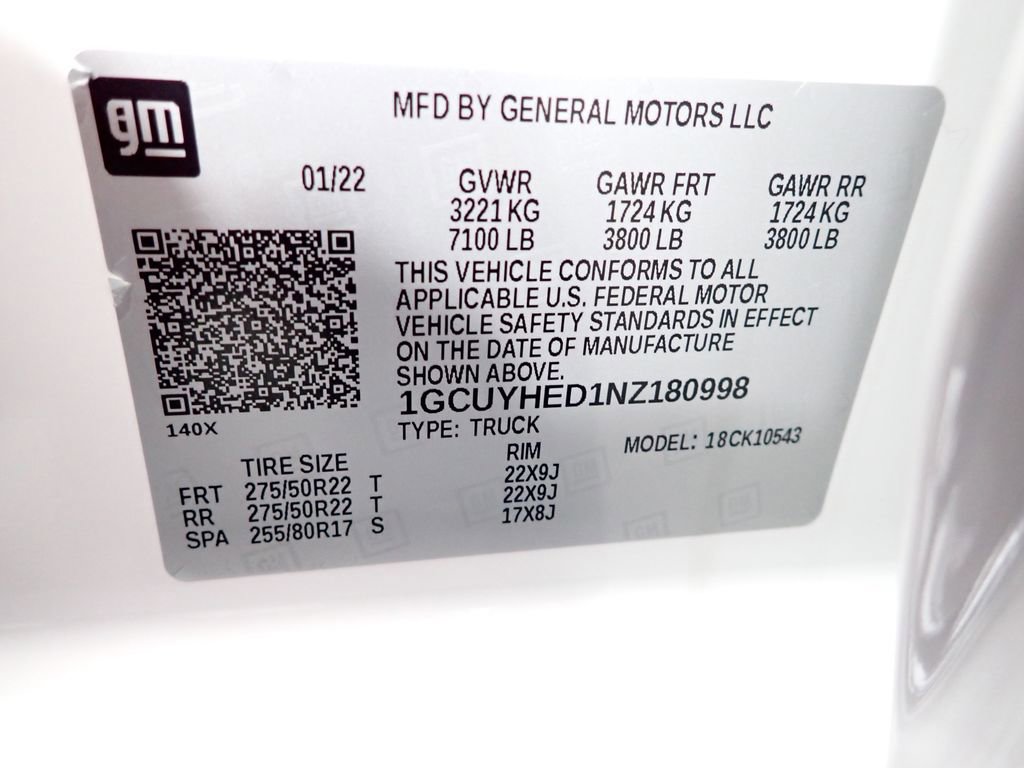 gm
MFD BY GENERAL MOTORS LLC
01/22 GVWR GAWR FRT GAWR RR
3221 KG 1724 KG 1724 KG
7100 LB 3800 LB 3800 LB
THIS VEHICLE CONFORMS TO ALL
APPLICABLE U.S. FEDERAL MOTOR
VEHICLE SAFETY STANDARDS IN EFFECT
ON THE DATE OF MANUFACTURE
SHOWN ABOVE.
1GCUYHED1NZ180998
140X
TYPE: TRUCK MODEL: 18CK10543
TIRE SIZE RIM
FRT 275/50R22 T 22X9J
RR 275/50R22 T 22X9J
SPA 255/80R17 S 17X8J